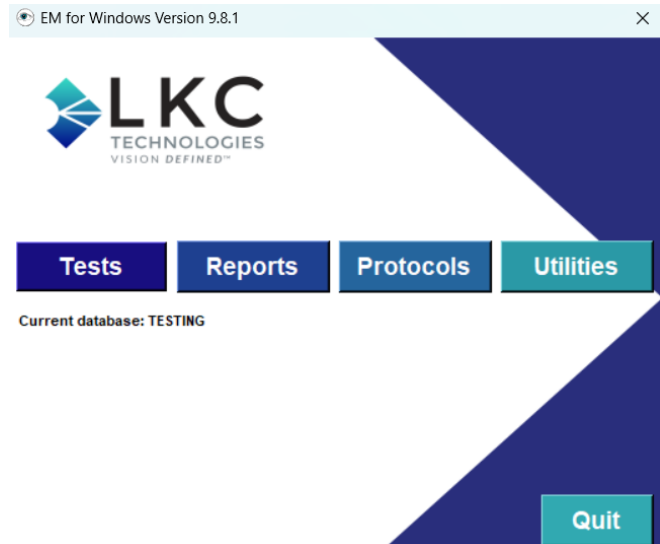 EM for Windows Version 9.8.1
LKC
TECHNOLOGIES
VISION DEFINED™
Tests
Reports
Protocols
Utilities
Current database: TESTING
Quit